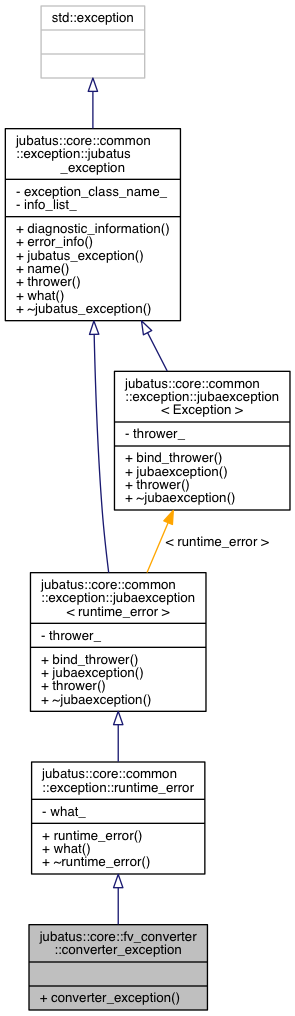 std::exception
jubatus::core::common
::exception::jubatus
_exception
- exception_class_name_
- info_list_
+ diagnostic_information()
+ error_info()
+ jubatus_exception()
+ name()
+ thrower()
+ what()
+ ~jubatus_exception()
jubatus::core::common
::exception::jubaexception
< Exception >
- thrower_
+ bind_thrower()
+ jubaexception()
+ thrower()
+ ~jubaexception()
< runtime_error >
jubatus::core::common
::exception::jubaexception
< runtime_error >
- thrower_
+ bind_thrower()
+ jubaexception()
+ thrower()
+ ~jubaexception()
jubatus::core::common
::exception::runtime_error
- what_
+ runtime_error()
+ what()
+ ~runtime_error()
jubatus::core::fv_converter
::converter_exception
+ converter_exception()